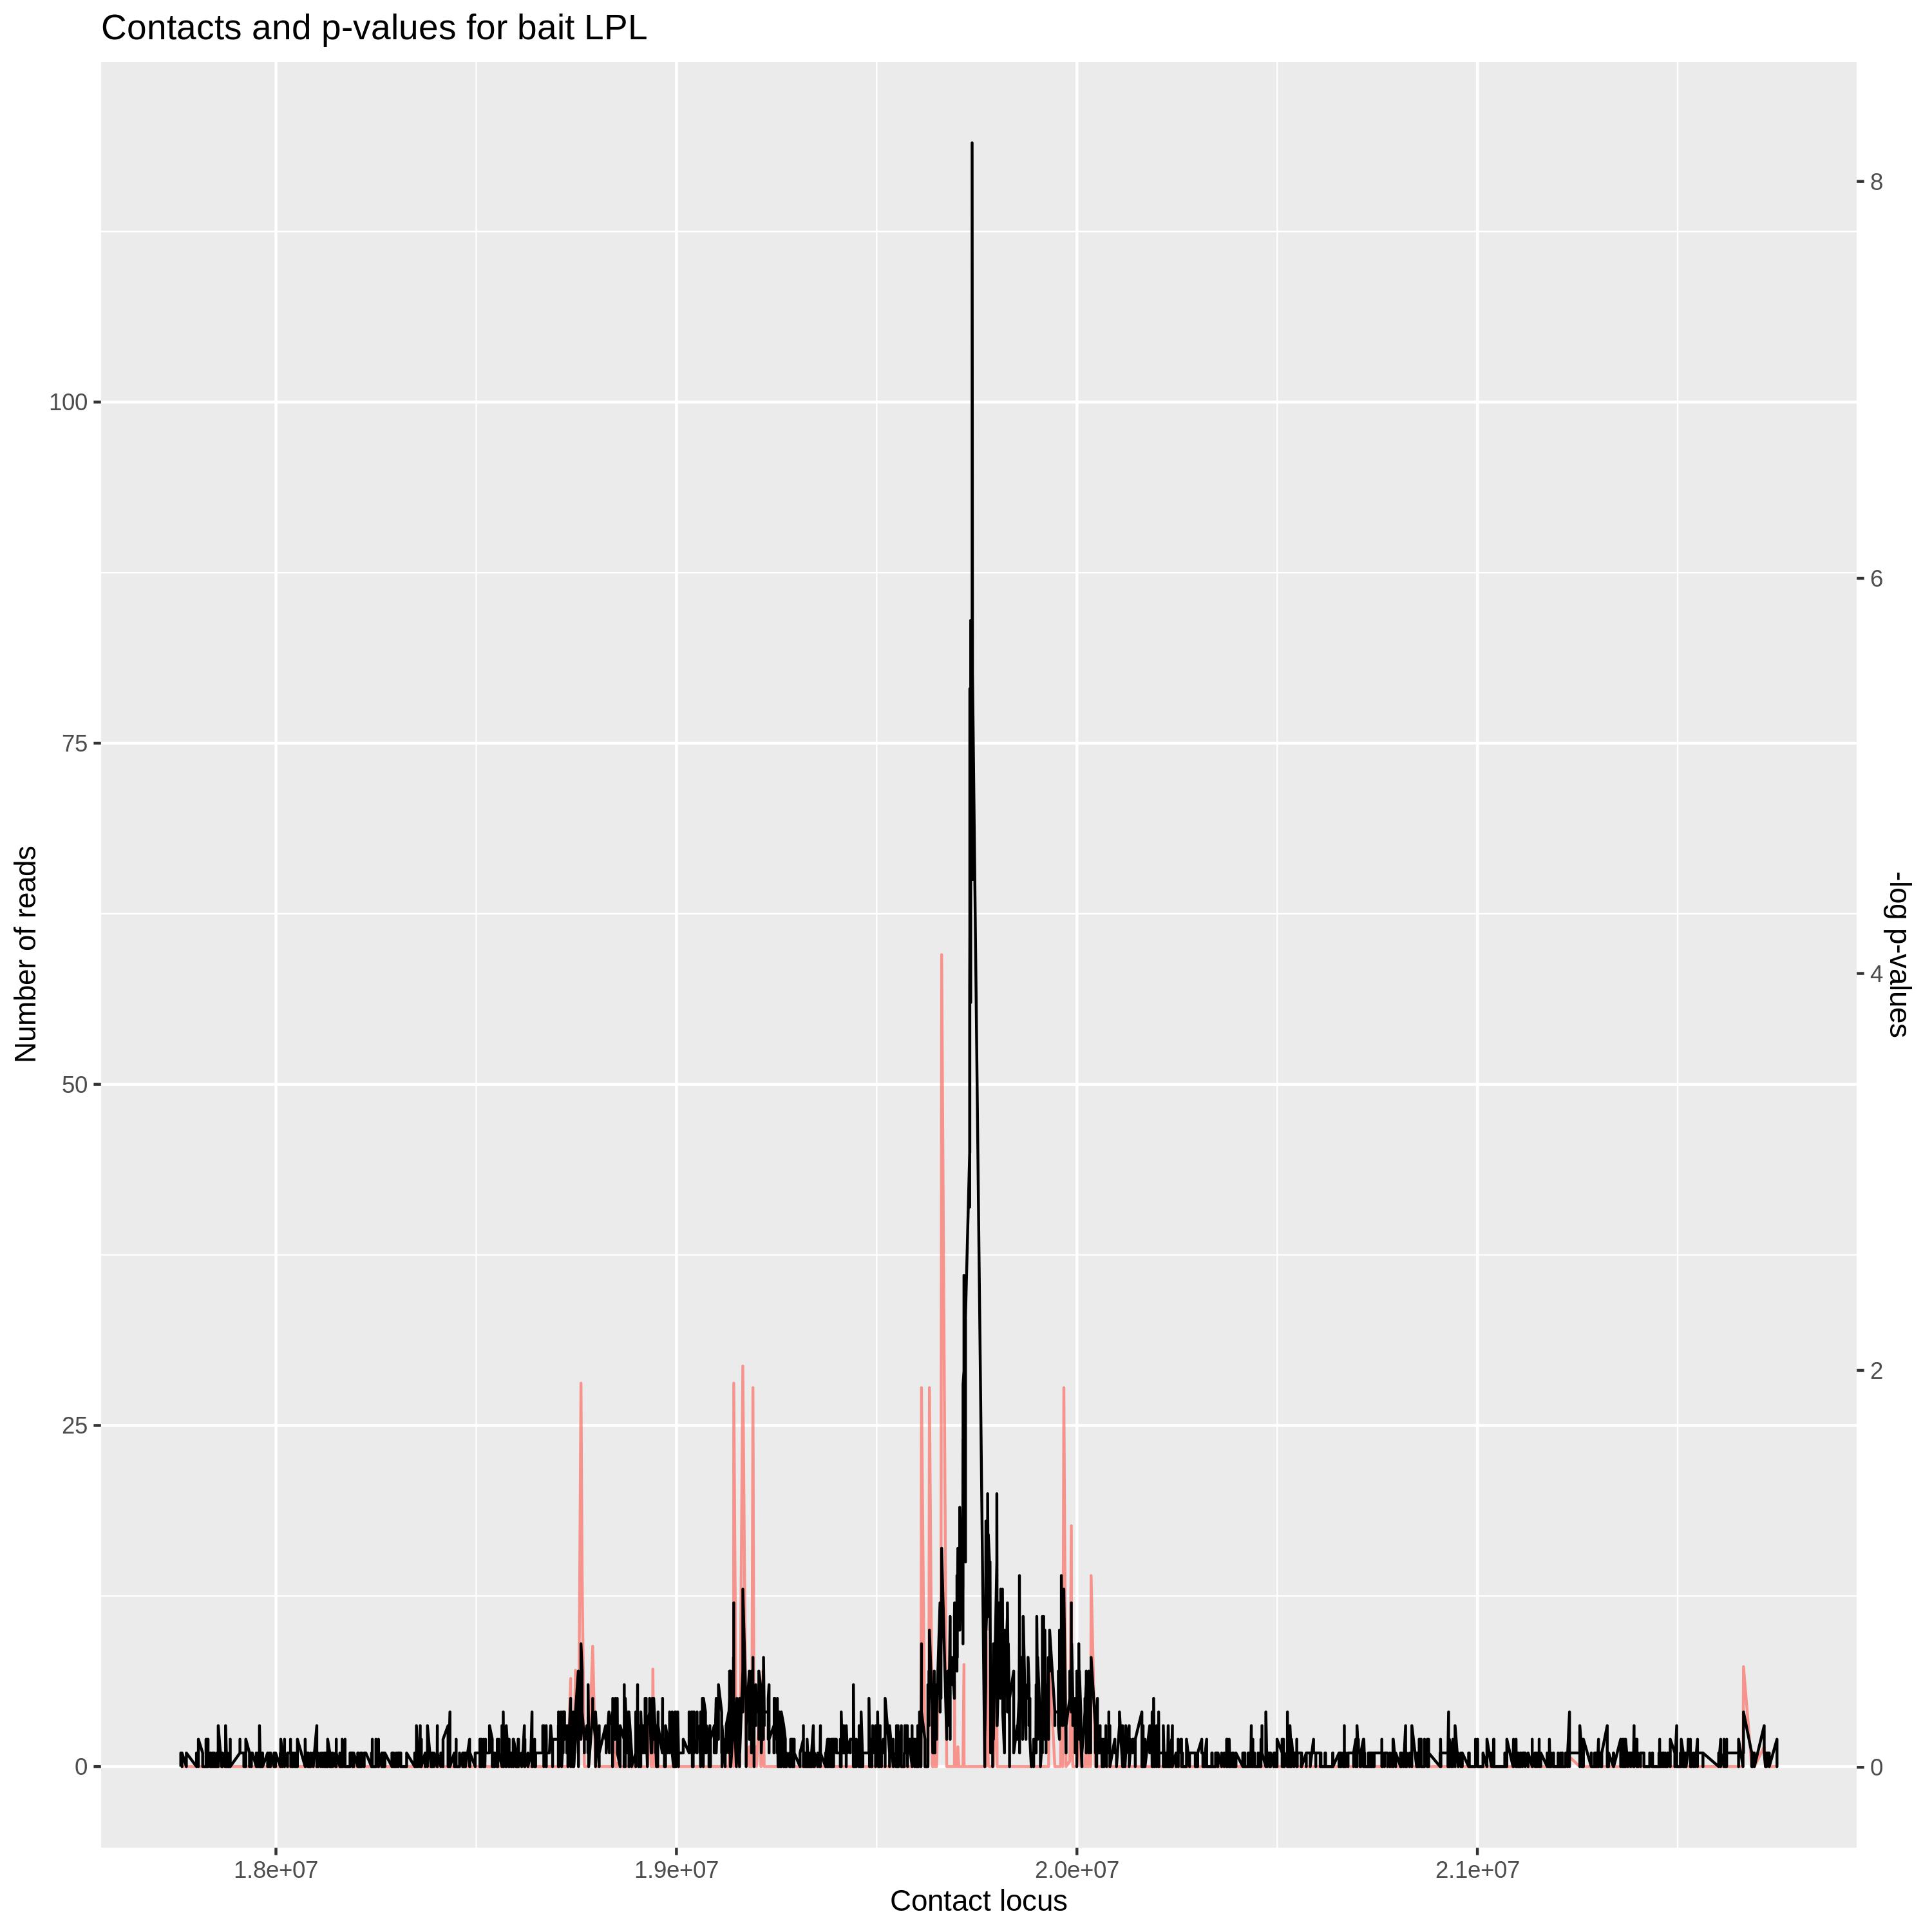 Contacts and p-values for bait LPL
Number of reads
100
75
50
25
0
8
6
4
2
0
-log p-values
1.8e+07 1.9e+07 2.0e+07 2.1e+07
Contact locus